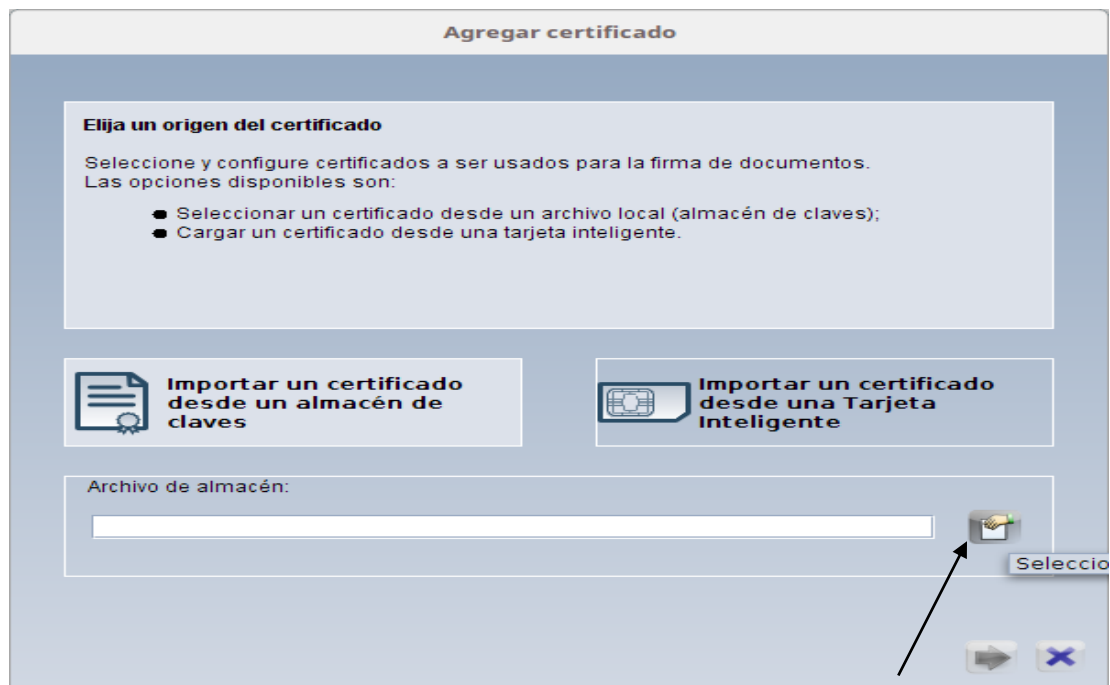 Agregar certificado
Elija un origen del certificado
Seleccione y configure certificados a ser usados para la firma de documentos.
Las opciones disponibles son:
Seleccionar un certificado desde un archivo local (almacén de claves);
Cargar un certificado desde una tarjeta inteligente.
Importar un certificado
desde un almacén de
claves
Importar un certificado
desde una Tarjeta
Inteligente
Archivo de almacén:
Seleccio